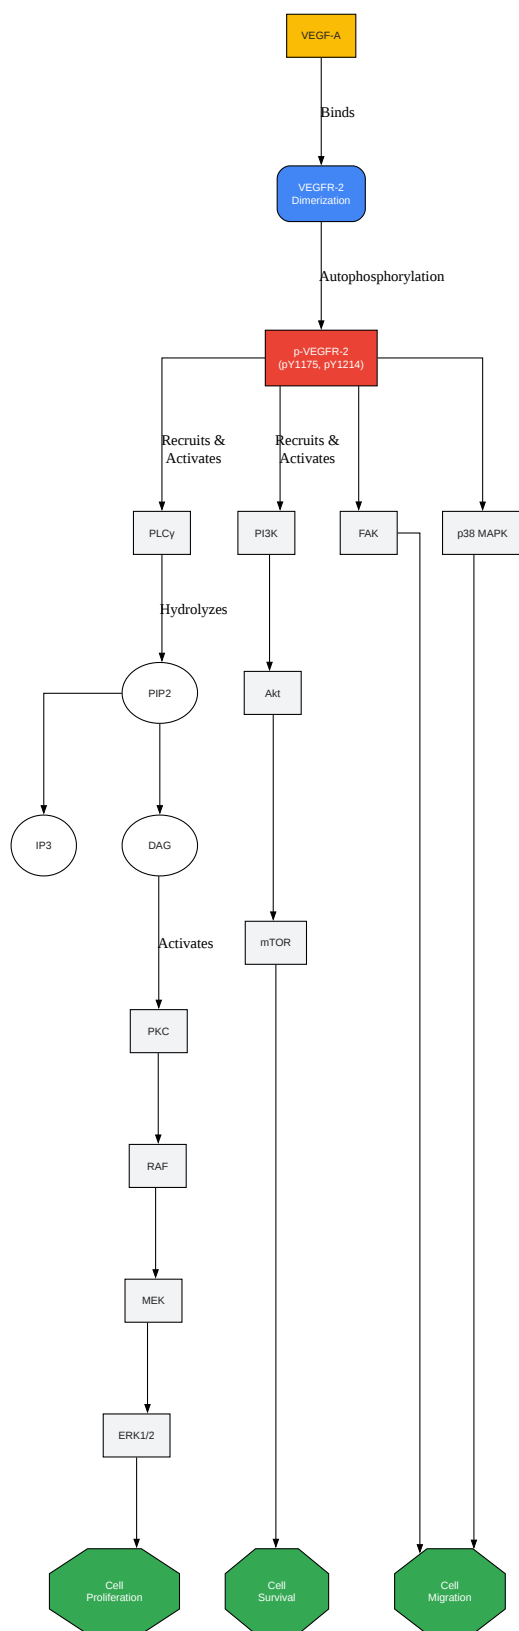 VEGF-A
Binds
VEGFR-2
Dimerization
Autophosphorylation
p-VEGFR-2
(pY1175, pY1214)
Recruits &
Activates
Recruits &
Activates
PLCγ
PI3K
FAK
p38 MAPK
Hydrolyzes
PIP2
Akt
IP3
DAG
Activates
mTOR
PKC
RAF
MEK
ERK1/2
Cell
Proliferation
Cell
Survival
Cell
Migration